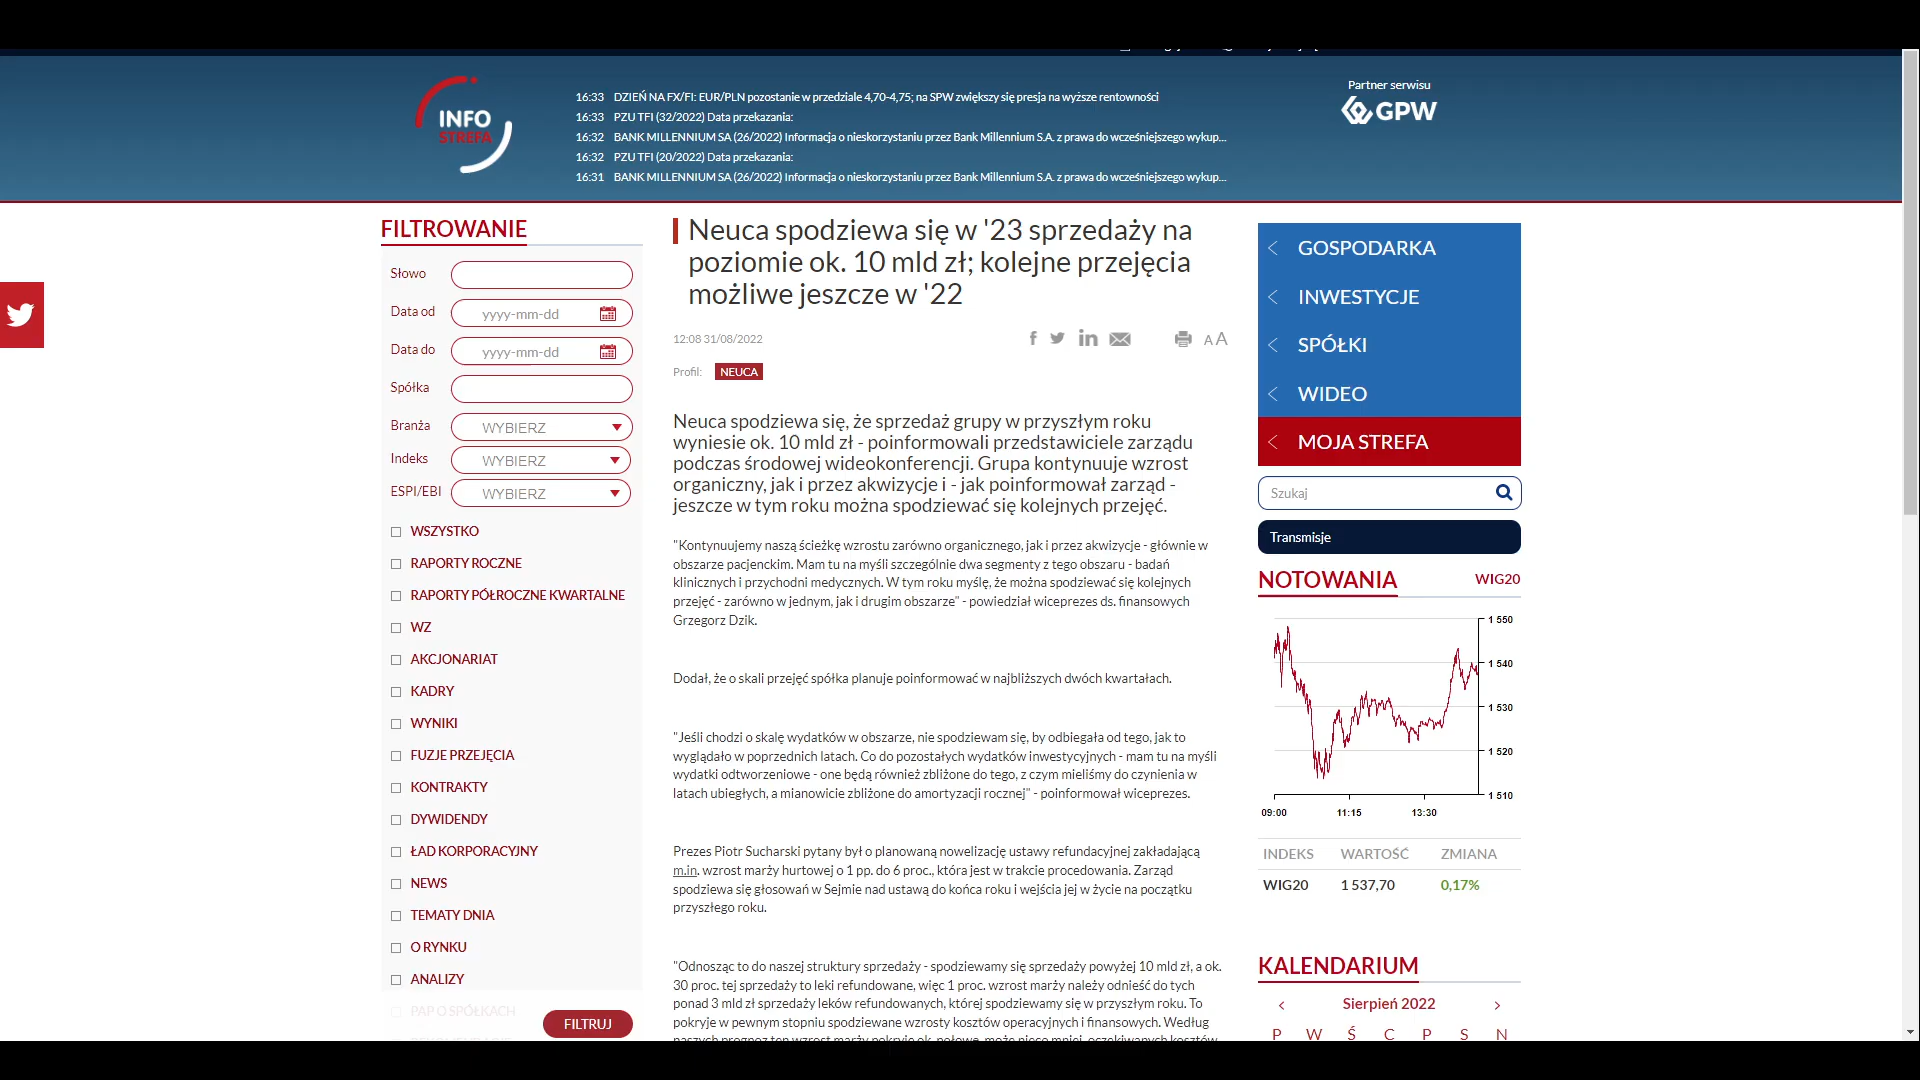 INFO
STREFA
16:33 DZIEŃ NA FX/FI: EUR/PLN pozostanie w przedziale 4,70-4,75; na SPW zwiększy się presja na wyższe rentowności
16:33 PZU TFI (32/2022) Data przekazania:
16:32 BANK MILLENNIUM SA (26/2022) Informacja o nieskorzystaniu przez Bank Millennium S.A. z prawa do wcześniejszego wykup...
16:32 PZU TFI (20/2022) Data przekazania:
16:31 BANK MILLENNIUM SA (26/2022) Informacja o nieskorzystaniu przez Bank Millennium S.A. z prawa do wcześniejszego wykup...
Partner serwisu
GPW
FILTROWANIE
Słowo
Data od yyyy-mm-dd
Data do yyyy-mm-dd
Spółka
Branża WYBIERZ
Indeks WYBIERZ
ESPI/EBI WYBIERZ
WSZYSTKO
RAPORTY ROCZNE
RAPORTY PÓŁROCZNE KWARTALNE
WZ
AKCJONARIAT
KADRY
WYNIKI
FUZJE PRZEJĘCIA
KONTRAKTY
DYWIDENDY
ŁAD KORPORACYJNY
NEWS
TEMATY DNIA
O RYNKU
ANALIZY
PAP O SPÓŁKACH
FILTRUJ
Neuca spodziewa się w '23 sprzedaży na
poziomie ok. 10 mld zł; kolejne przejęcia
możliwe jeszcze w '22
12:08 31/08/2022
A A
Profil: NEUCA
Neuca spodziewa się, że sprzedaż grupy w przyszłym roku
wyniesie ok. 10 mld zł - poinformowali przedstawiciele zarządu
podczas środowej wideokonferencji. Grupa kontynuuje wzrost
organiczny, jak i przez akwizycje i - jak poinformował zarząd -
jeszcze w tym roku można spodziewać się kolejnych przejęć.
"Kontynuujemy naszą ścieżkę wzrostu zarówno organicznego, jak i przez akwizycje - głównie w
obszarze pacjenckim. Mam tu na myśli szczególnie dwa segmenty z tego obszaru - badań
klinicznych i przychodni medycznych. W tym roku myślę, że można spodziewać się kolejnych
przejęć - zarówno w jednym, jak i drugim obszarze" - powiedział wiceprezes ds. finansowych
Grzegorz Dzik.
Dodał, że o skali przejęć spółka planuje poinformować w najbliższych dwóch kwartałach.
"Jeśli chodzi o skalę wydatków w obszarze, nie spodziewam się, by odbiegała od tego, jak to
wyglądało w poprzednich latach. Co do pozostałych wydatków inwestycyjnych - mam tu na myśli
wydatki odtworzeniowe - one będą również zbliżone do tego, z czym mieliśmy do czynienia w
latach ubiegłych, a mianowicie zbliżone do amortyzacji rocznej" - poinformował wiceprezes.
Prezes Piotr Sucharski pytany był o planowaną nowelizację ustawy refundacyjnej zakładającą
m.in. wzrost marży hurtowej o 1 pp. do 6 proc., która jest w trakcie procedowania. Zarząd
spodziewa się głosowań w Sejmie nad ustawą do końca roku i wejścia jej w życie na początku
przyszłego roku.
"Odnosząc to do naszej struktury sprzedaży - spodziewamy się sprzedaży powyżej 10 mld zł, a ok.
30 proc. tej sprzedaży to leki refundowane, więc 1 proc. wzrost marży należy odnieść do tych
ponad 3 mld zł sprzedaży leków refundowanych, której spodziewamy się w przyszłym roku. To
pokryje w pewnym stopniu spodziewane wzrosty kosztów operacyjnych i finansowych. Według
naszych prognoz ten wzrost marży pokryje ok. połowę, może nieco mniej, oczekiwanych kosztów
GOSPODARKA
INWESTYCJE
SPÓŁKI
WIDEO
MOJA STREFA
Szukaj
Transmisje
NOTOWANIA WIG20
1 550
1 540
1 530
1 520
1 510
09:00 11:15 13:30
INDEKS WARTOŚĆ ZMIANA
WIG20 1 537,70 0,17%
KALENDARIUM
< Sierpień 2022 >
P W Ś C P S N